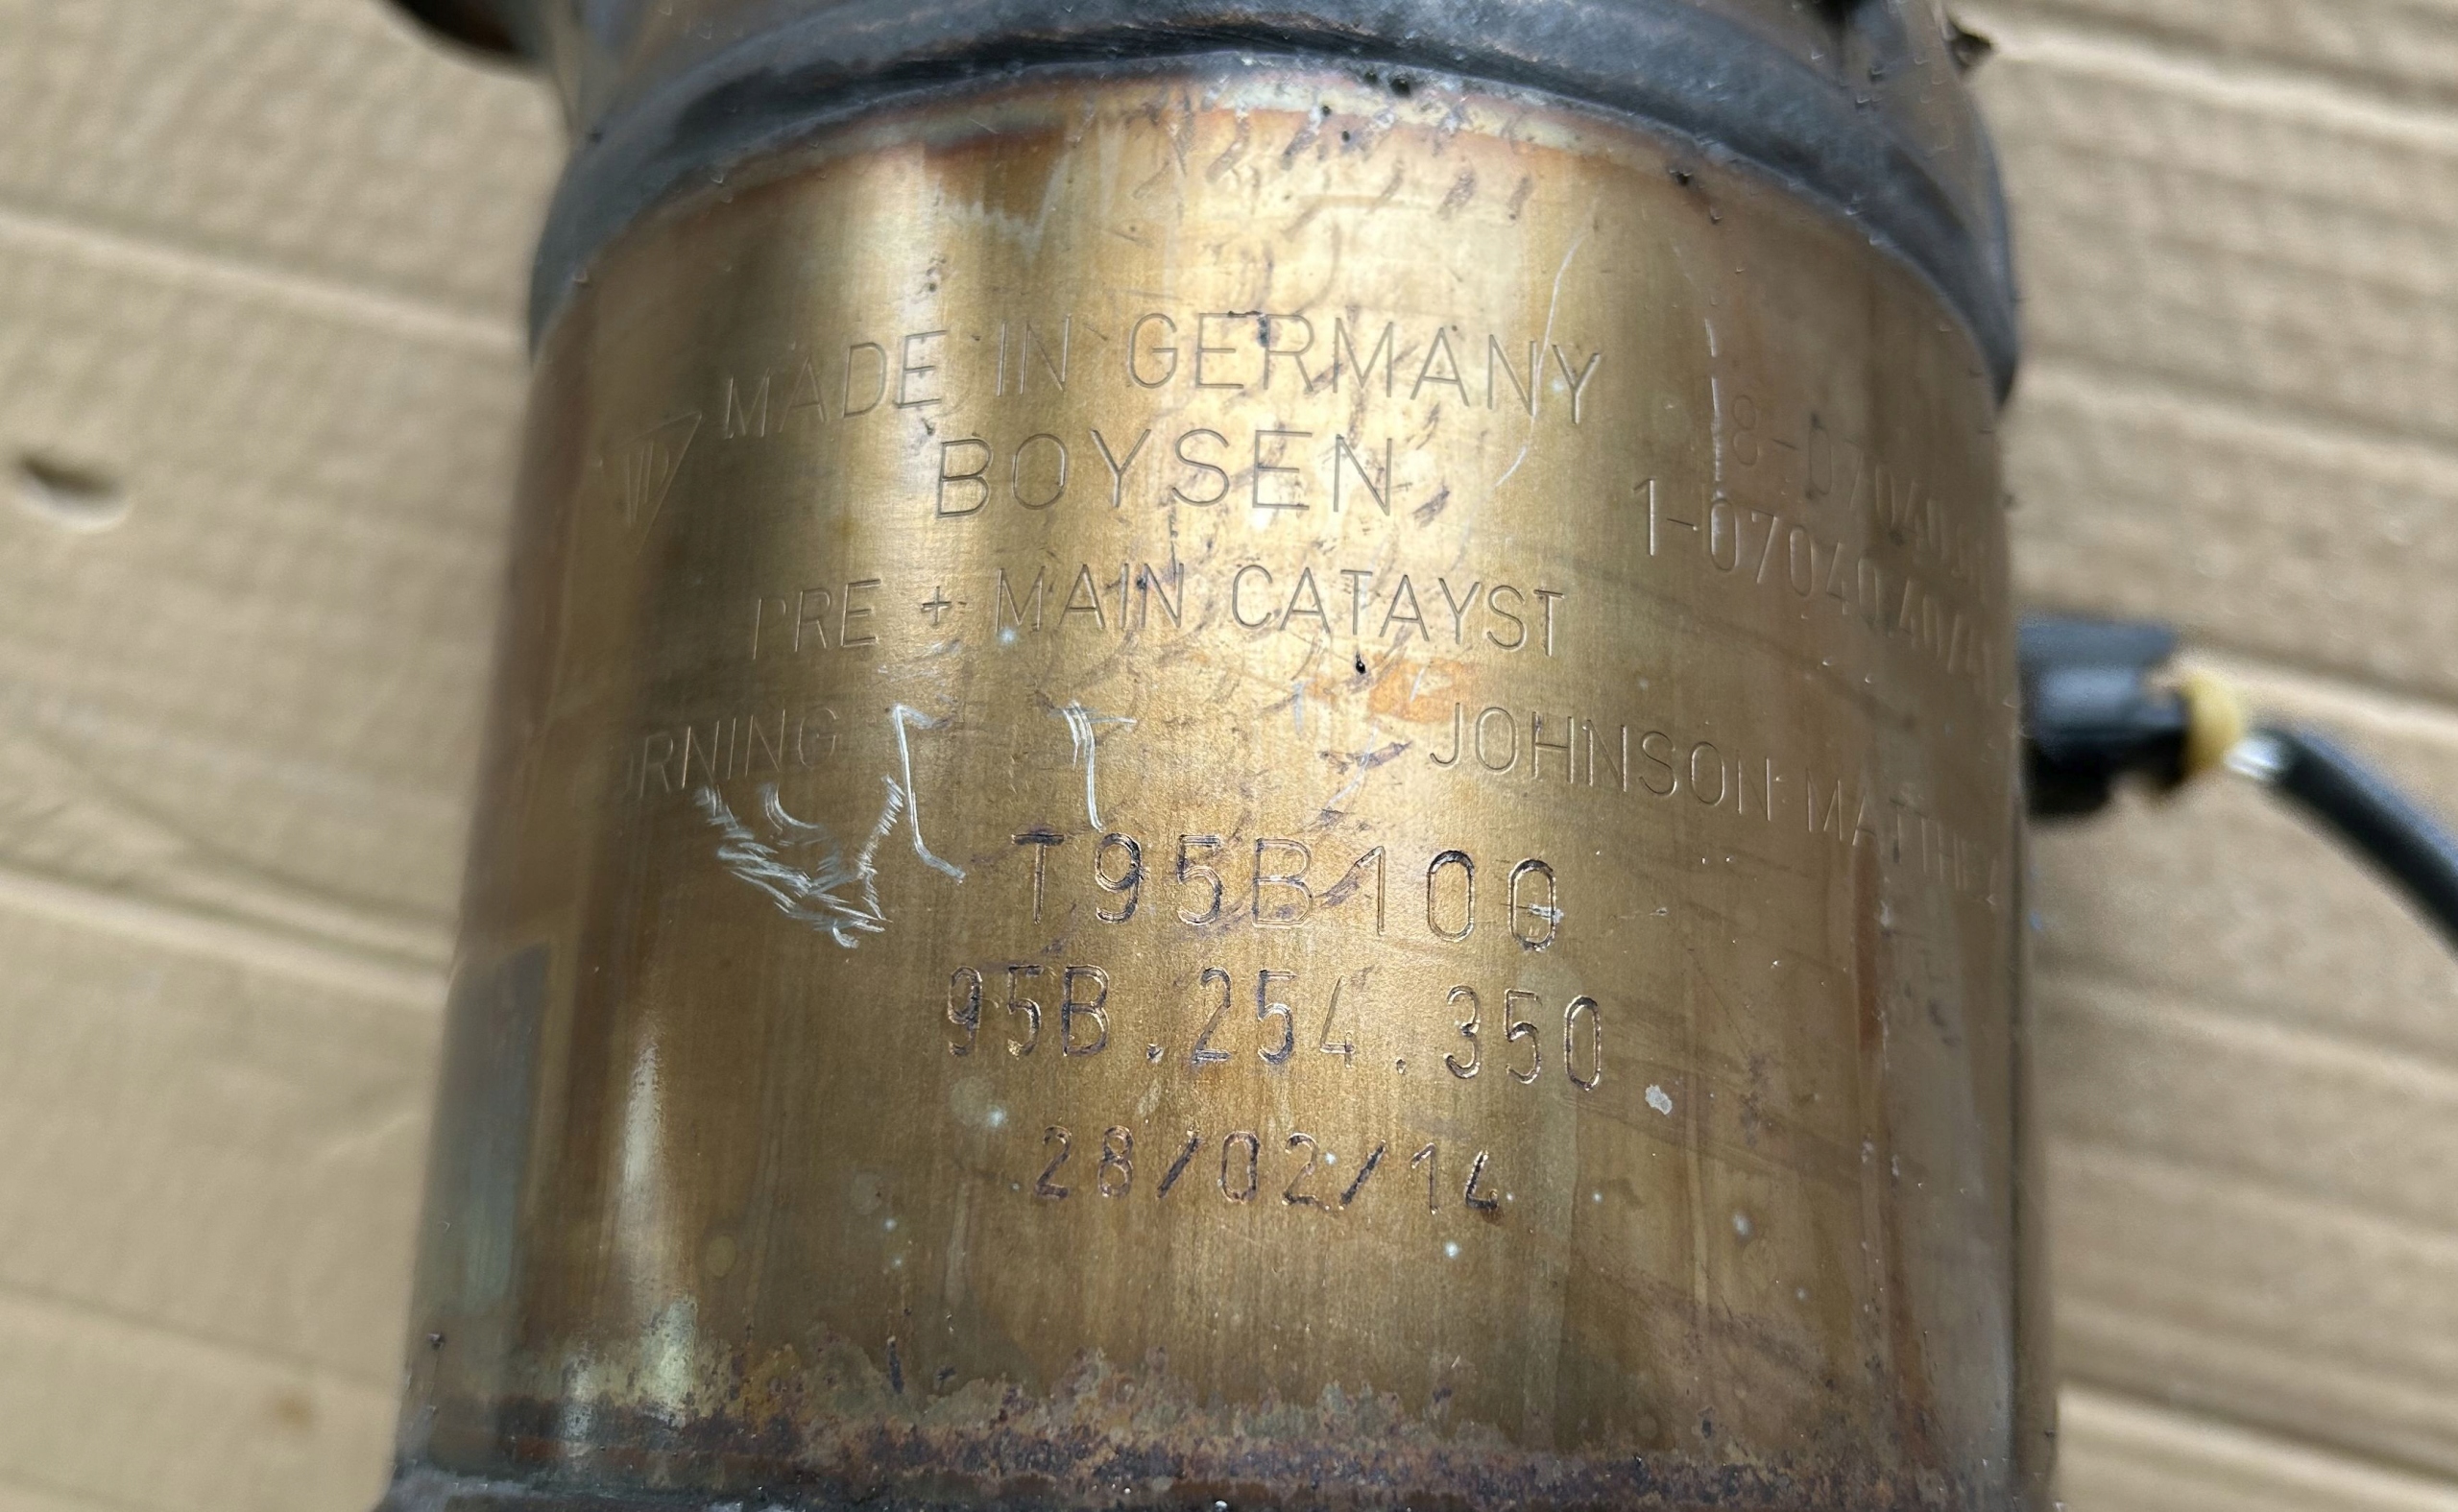 MADE IN GERMANY
BOYSEN
PRE + MAIN CATAYST
JOHNSON
T95B100
95B.254.350
28/02/14